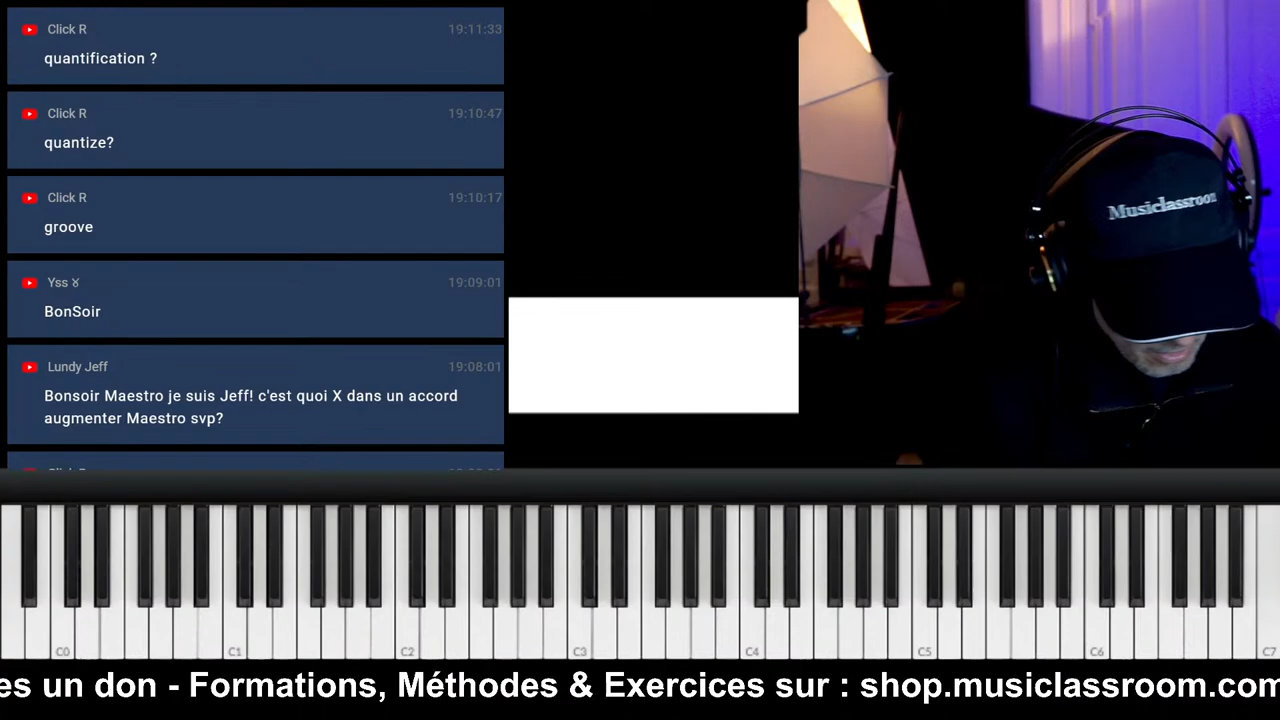 Click R 19:11:33
quantification ?
Click R 19:10:47
quantize?
Click R 19:10:17
groove
Yss ੪ 19:09:01
BonSoir
Lundy Jeff 19:08:01
Bonsoir Maestro je suis Jeff! c'est quoi X dans un accord
augmenter Maestro svp?
Musiclassroom
C0 C1 C2 C3 C4 C5 C6 C7
es un don - Formations, Méthodes & Exercices sur : shop.musiclassroom.com